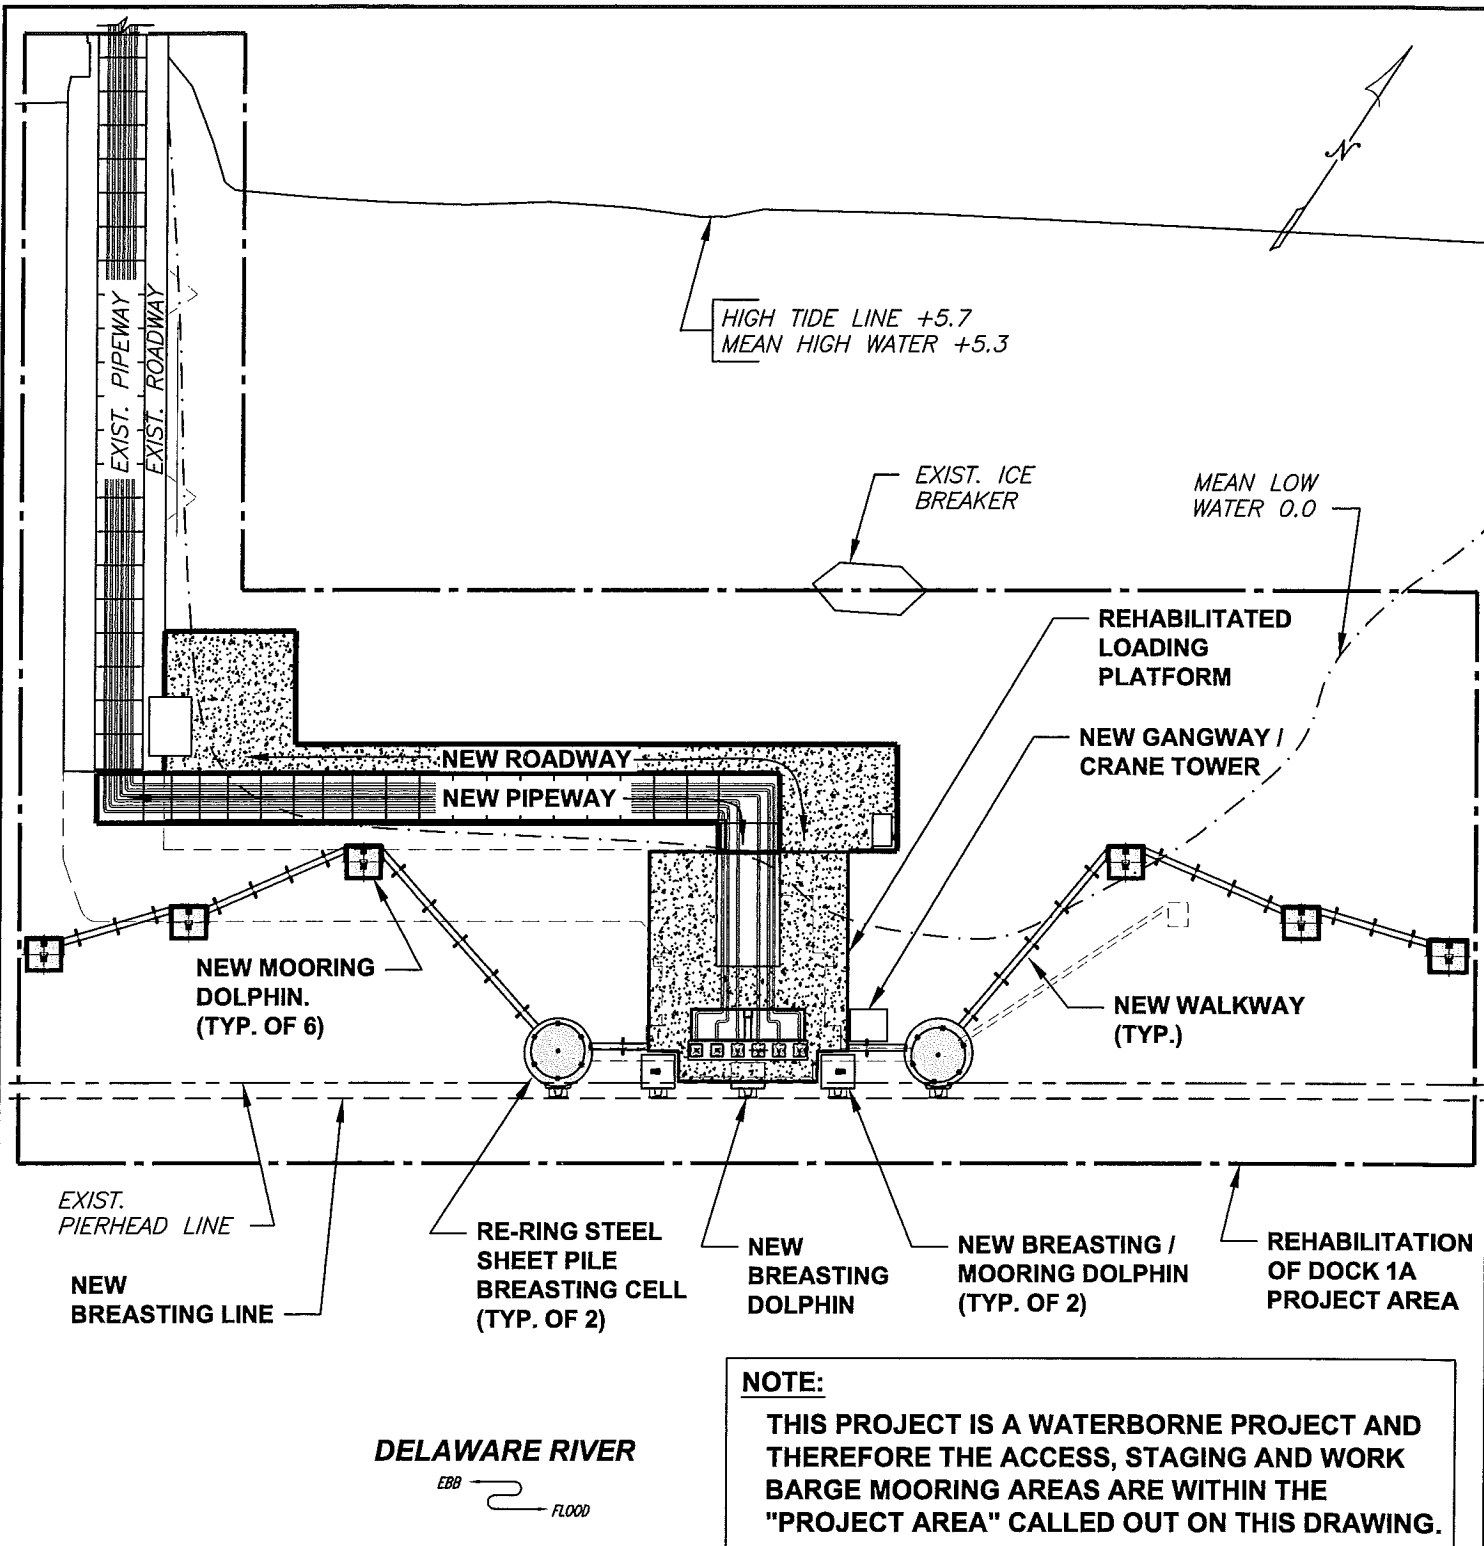 N
HIGH TIDE LINE +5.7
MEAN HIGH WATER +5.3
EXIST. PIPEWAY
EXIST. ROADWAY
EXIST. ICE
BREAKER
MEAN LOW
WATER 0.0
REHABILITATED
LOADING
PLATFORM
NEW GANGWAY /
CRANE TOWER
NEW ROADWAY
NEW PIPEWAY
NEW MOORING
DOLPHIN.
(TYP. OF 6)
NEW WALKWAY
(TYP.)
EXIST.
PIERHEAD LINE
NEW
BREASTING LINE
RE-RING STEEL
SHEET PILE
BREASTING CELL
(TYP. OF 2)
NEW
BREASTING
DOLPHIN
NEW BREASTING /
MOORING DOLPHIN
(TYP. OF 2)
REHABILITATION
OF DOCK 1A
PROJECT AREA
DELAWARE RIVER
EBB
FLOOD
NOTE:
THIS PROJECT IS A WATERBORNE PROJECT AND
THEREFORE THE ACCESS, STAGING AND WORK
BARGE MOORING AREAS ARE WITHIN THE
"PROJECT AREA" CALLED OUT ON THIS DRAWING.